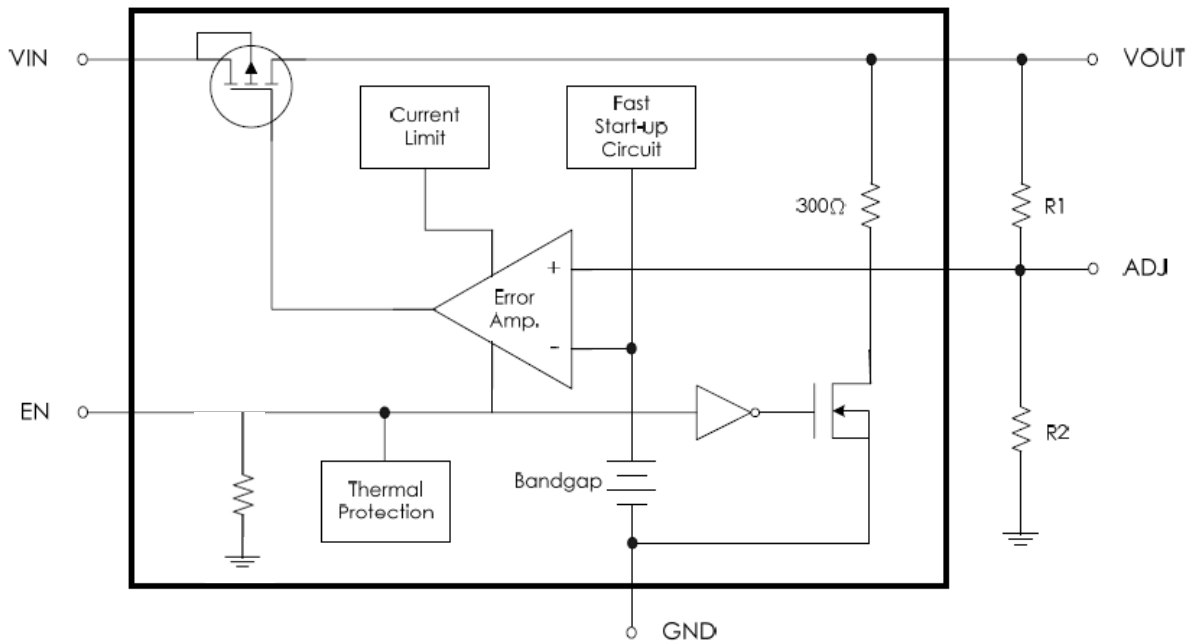 VIN
VOUT
Current
Limit
Fast
Start-up
Circuit
300Ω
R1
ADJ
+
Error
Amp.
-
EN
R2
Bandgap
Thermal
Protection
GND